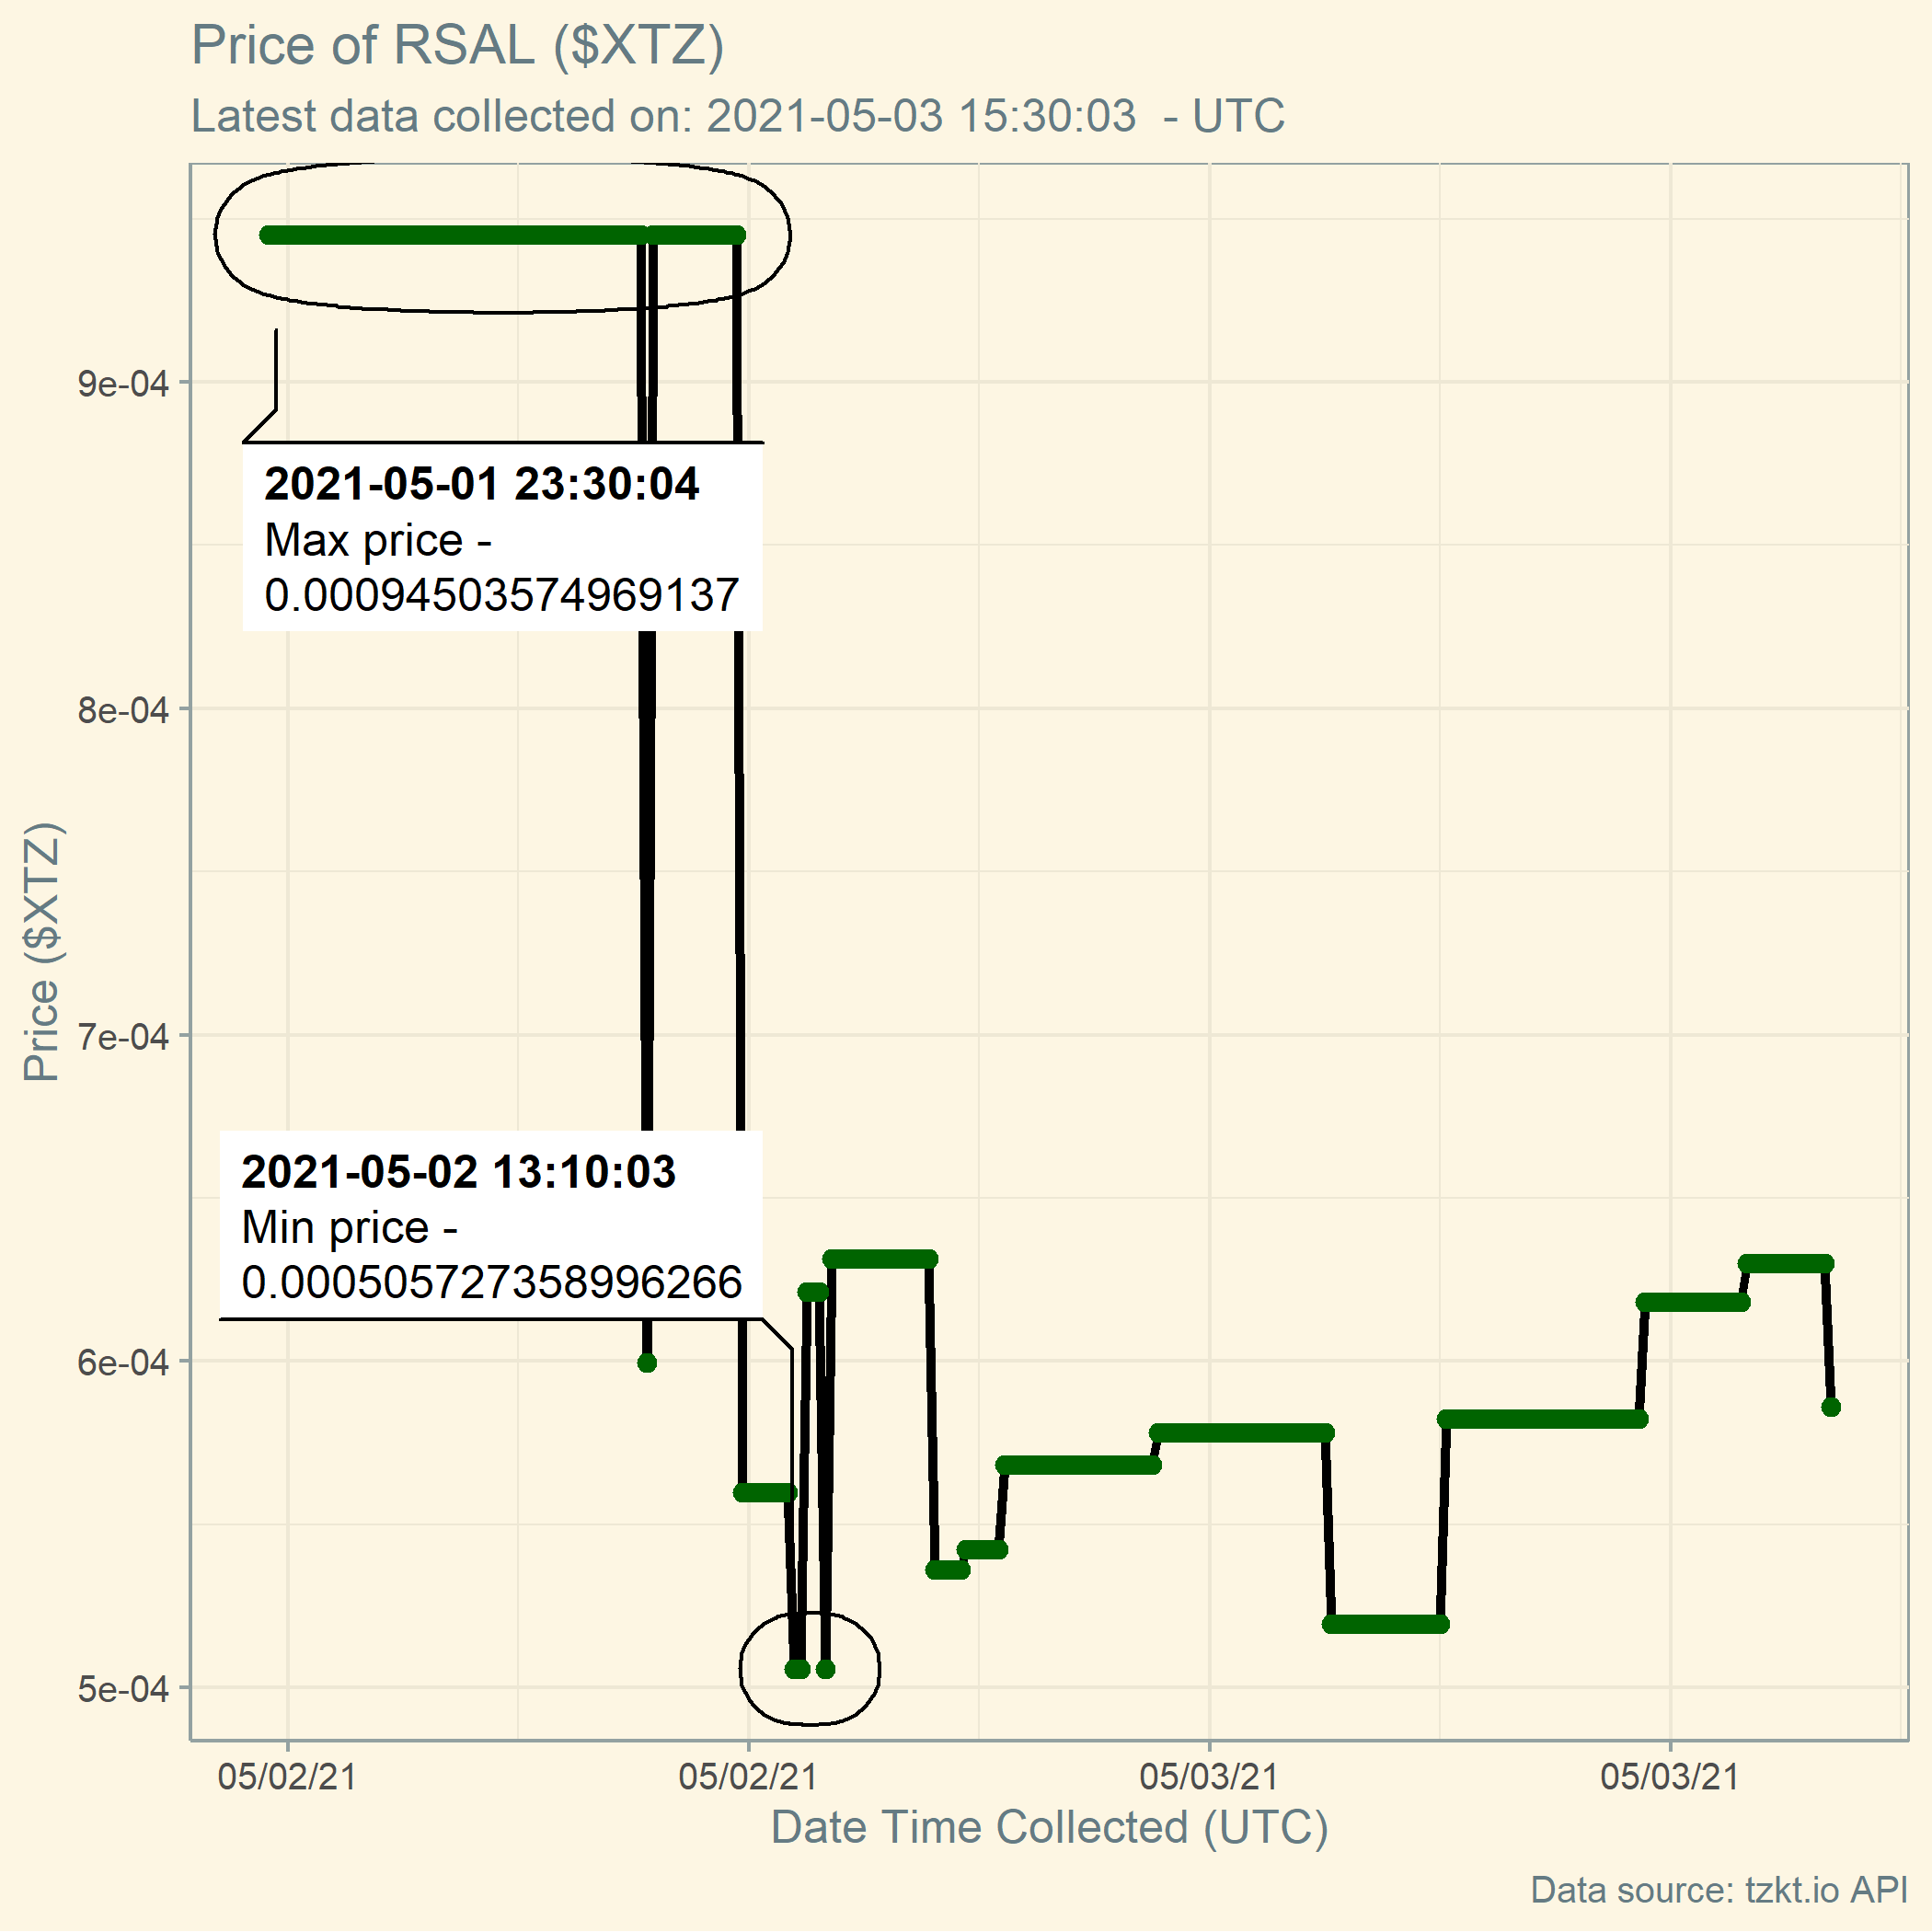 Price of RSAL ($XTZ)
Latest data collected on: 2021-05-03 15:30:03  - UTC
9e-04
8e-04
7e-04
6e-04
5e-04
Price ($XTZ)
2021-05-01 23:30:04
Max price -
0.00094503574969137
2021-05-02 13:10:03
Min price -
0.0005057273589962​66
05/02/21
05/02/21
05/03/21
05/03/21
Date Time Collected (UTC)
Data source: tzkt.io API